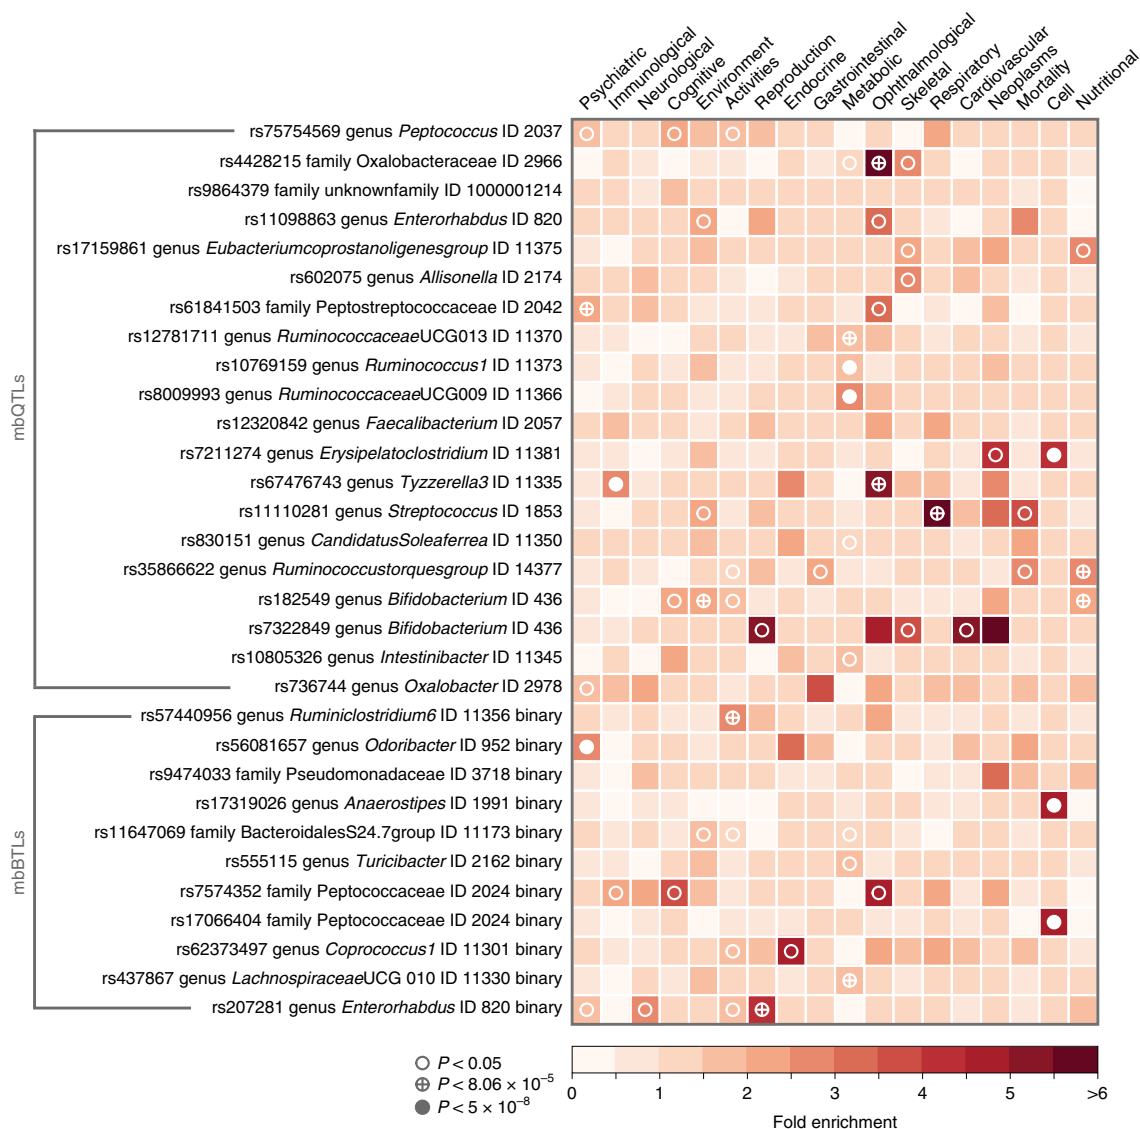 Psychiatric
Immunological
Neurological
Cognitive
Environment
Activities
Reproduction
Endocrine
Gastrointestinal
Metabolic
Ophthalmological
Skeletal
Respiratory
Cardiovascular
Neoplasms
Mortality
Cell
Nutritional
mbQTLs
rs75754569 genus Peptococcus ID 2037
rs4428215 family Oxalobacteraceae ID 2966
rs9864379 family unknownfamily ID 1000001214
rs11098863 genus Enterorhabdus ID 820
rs17159861 genus Eubacteriumcoprostanoligenesgroup ID 11375
rs602075 genus Allisonella ID 2174
rs61841503 family Peptostreptococcaceae ID 2042
rs12781711 genus RuminococcaceaeUCG013 ID 11370
rs10769159 genus Ruminococcus1 ID 11373
rs8009993 genus RuminococcaceaeUCG009 ID 11366
rs12320842 genus Faecalibacterium ID 2057
rs7211274 genus Erysipelatoclostridium ID 11381
rs67476743 genus Tyzzerella3 ID 11335
rs11110281 genus Streptococcus ID 1853
rs830151 genus CandidatusSoleaferrea ID 11350
rs35866622 genus Ruminococcustorquesgroup ID 14377
rs182549 genus Bifidobacterium ID 436
rs7322849 genus Bifidobacterium ID 436
rs10805326 genus Intestinibacter ID 11345
rs736744 genus Oxalobacter ID 2978
mbBTLs
rs57440956 genus Ruminiclostridium6 ID 11356 binary
rs56081657 genus Odoribacter ID 952 binary
rs9474033 family Pseudomonadaceae ID 3718 binary
rs17319026 genus Anaerostipes ID 1991 binary
rs11647069 family BacteroidalesS24.7group ID 11173 binary
rs555115 genus Turicibacter ID 2162 binary
rs7574352 family Peptococcaceae ID 2024 binary
rs17066404 family Peptococcaceae ID 2024 binary
rs62373497 genus Coprococcus1 ID 11301 binary
rs437867 genus LachnospiraceaeUCG 010 ID 11330 binary
rs207281 genus Enterorhabdus ID 820 binary
P < 0.05
P < 8.06 × 10⁻⁵
P < 5 × 10⁻⁸
0 1 2 3 4 5 >6
Fold enrichment